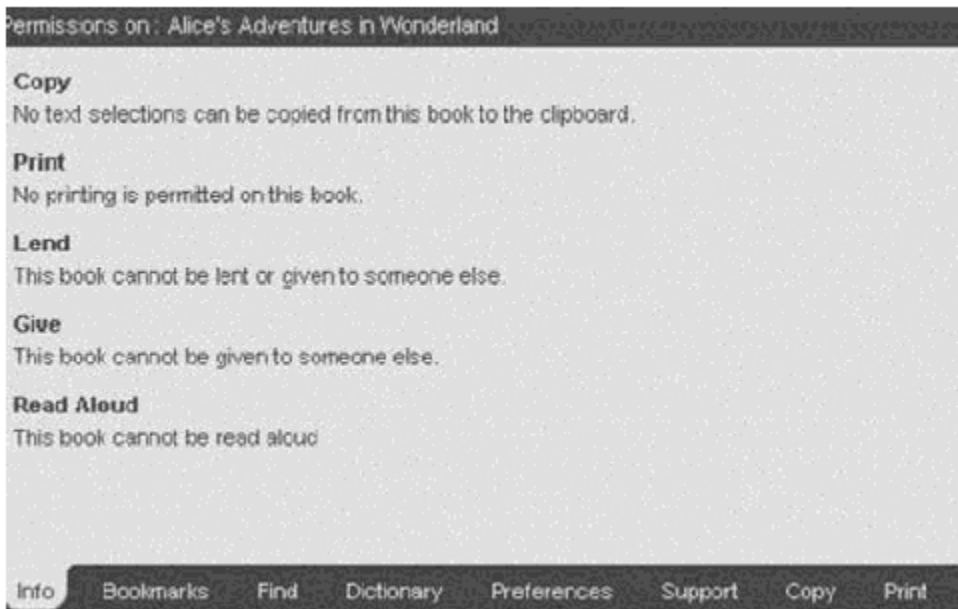 Permissions on : Alice's Adventures in Wonderland
Copy
No text selections can be copied from this book to the clipboard.
Print
No printing is permitted on this book.
Lend
This book cannot be lent or given to someone else.
Give
This book cannot be given to someone else.
Read Aloud
This book cannot be read aloud
Info Bookmarks Find Dictionary Preferences Support Copy Print